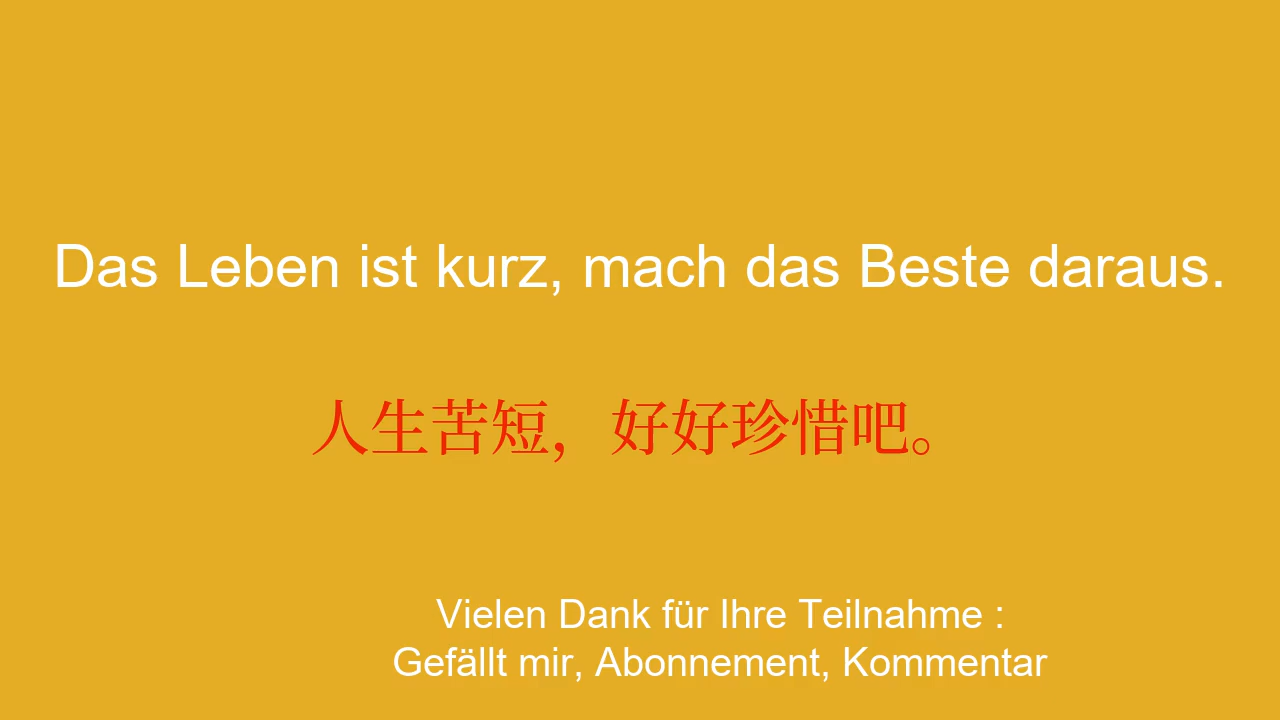 Das Leben ist kurz, mach das Beste daraus.
人生苦短，好好珍惜吧。
Vielen Dank für Ihre Teilnahme :
Gefällt mir, Abonnement, Kommentar